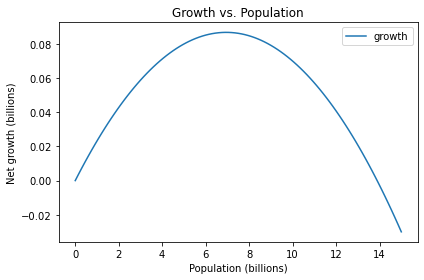 Growth vs. Population
growth
Net growth (billions)
0.08
0.06
0.04
0.02
0.00
−0.02
0 2 4 6 8 10 12 14
Population (billions)